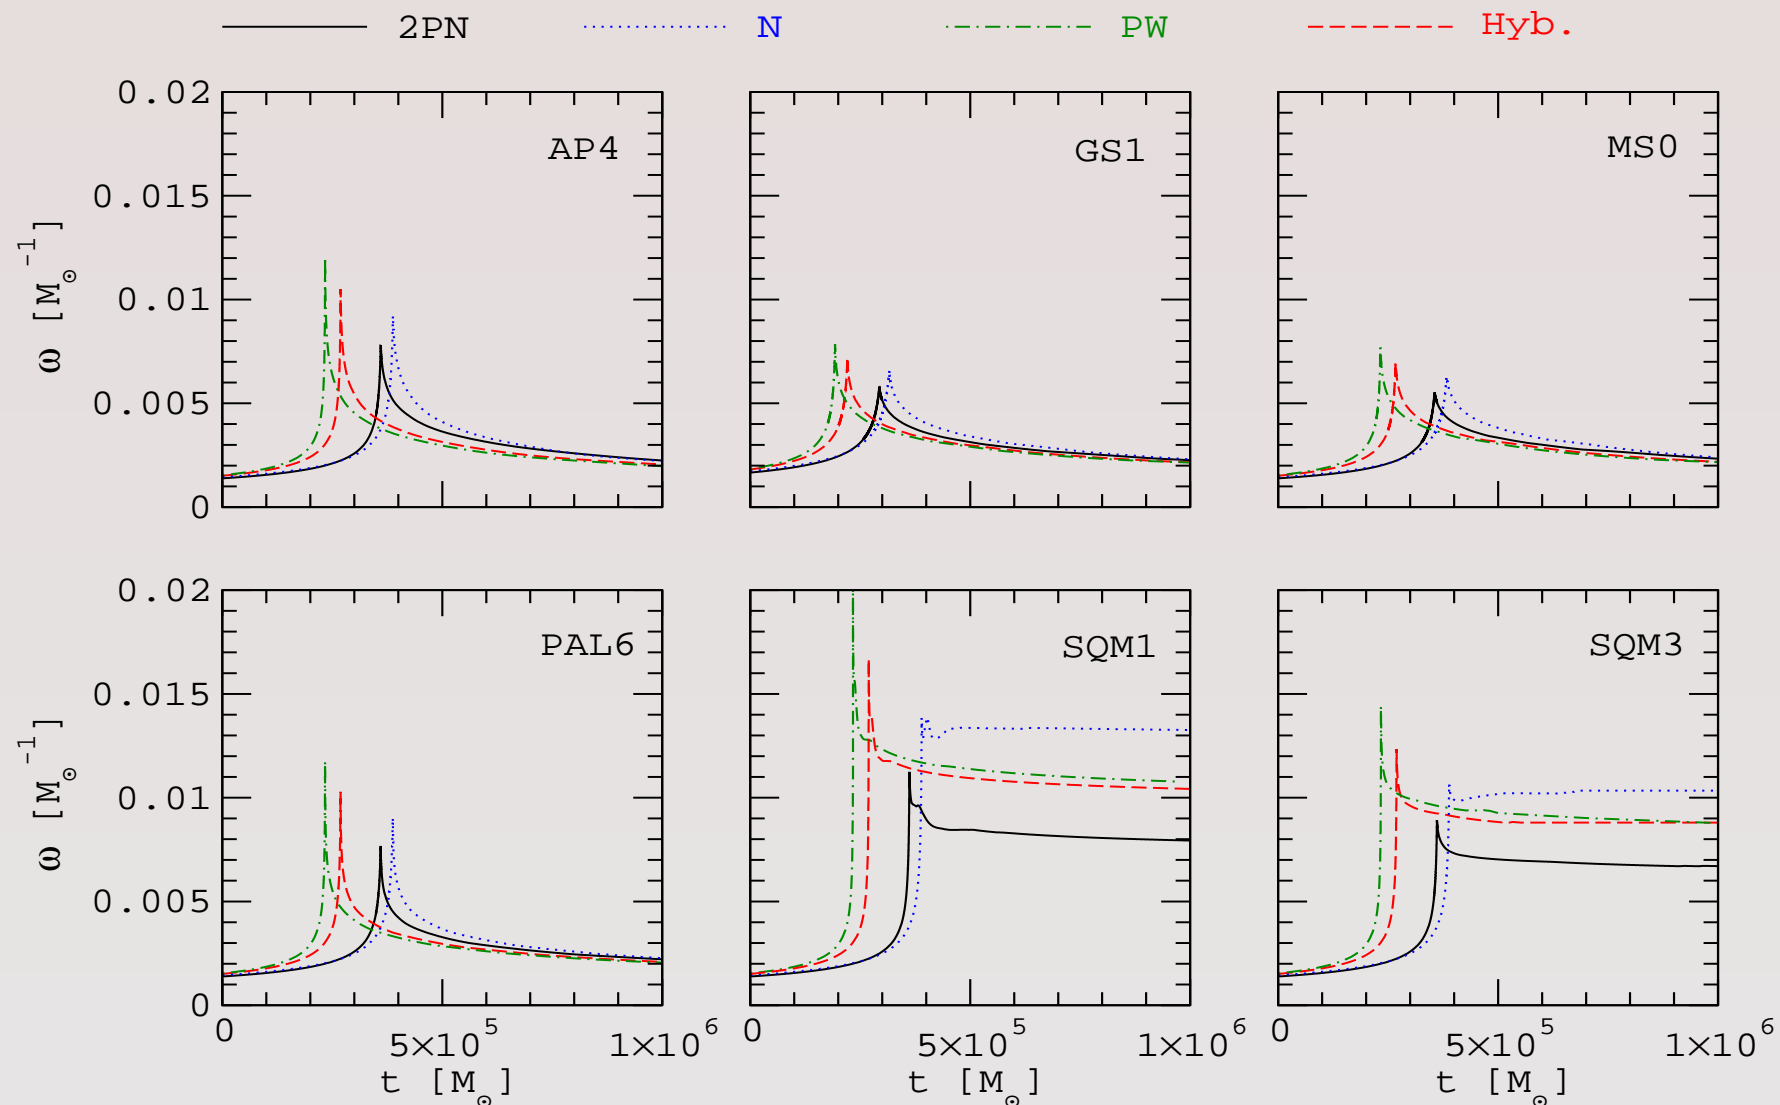 2PN N PW Hyb.
0.02
AP4 GS1 MS0
0.015
ω [M⊙⁻¹]
0.01
0.005
0
0.02
PAL6 SQM1 SQM3
0.015
ω [M⊙⁻¹]
0.01
0.005
0
0 5×10⁵ 1×10⁶ 0 5×10⁵ 1×10⁶ 0 5×10⁵ 1×10⁶
t [M⊙] t [M⊙] t [M⊙]